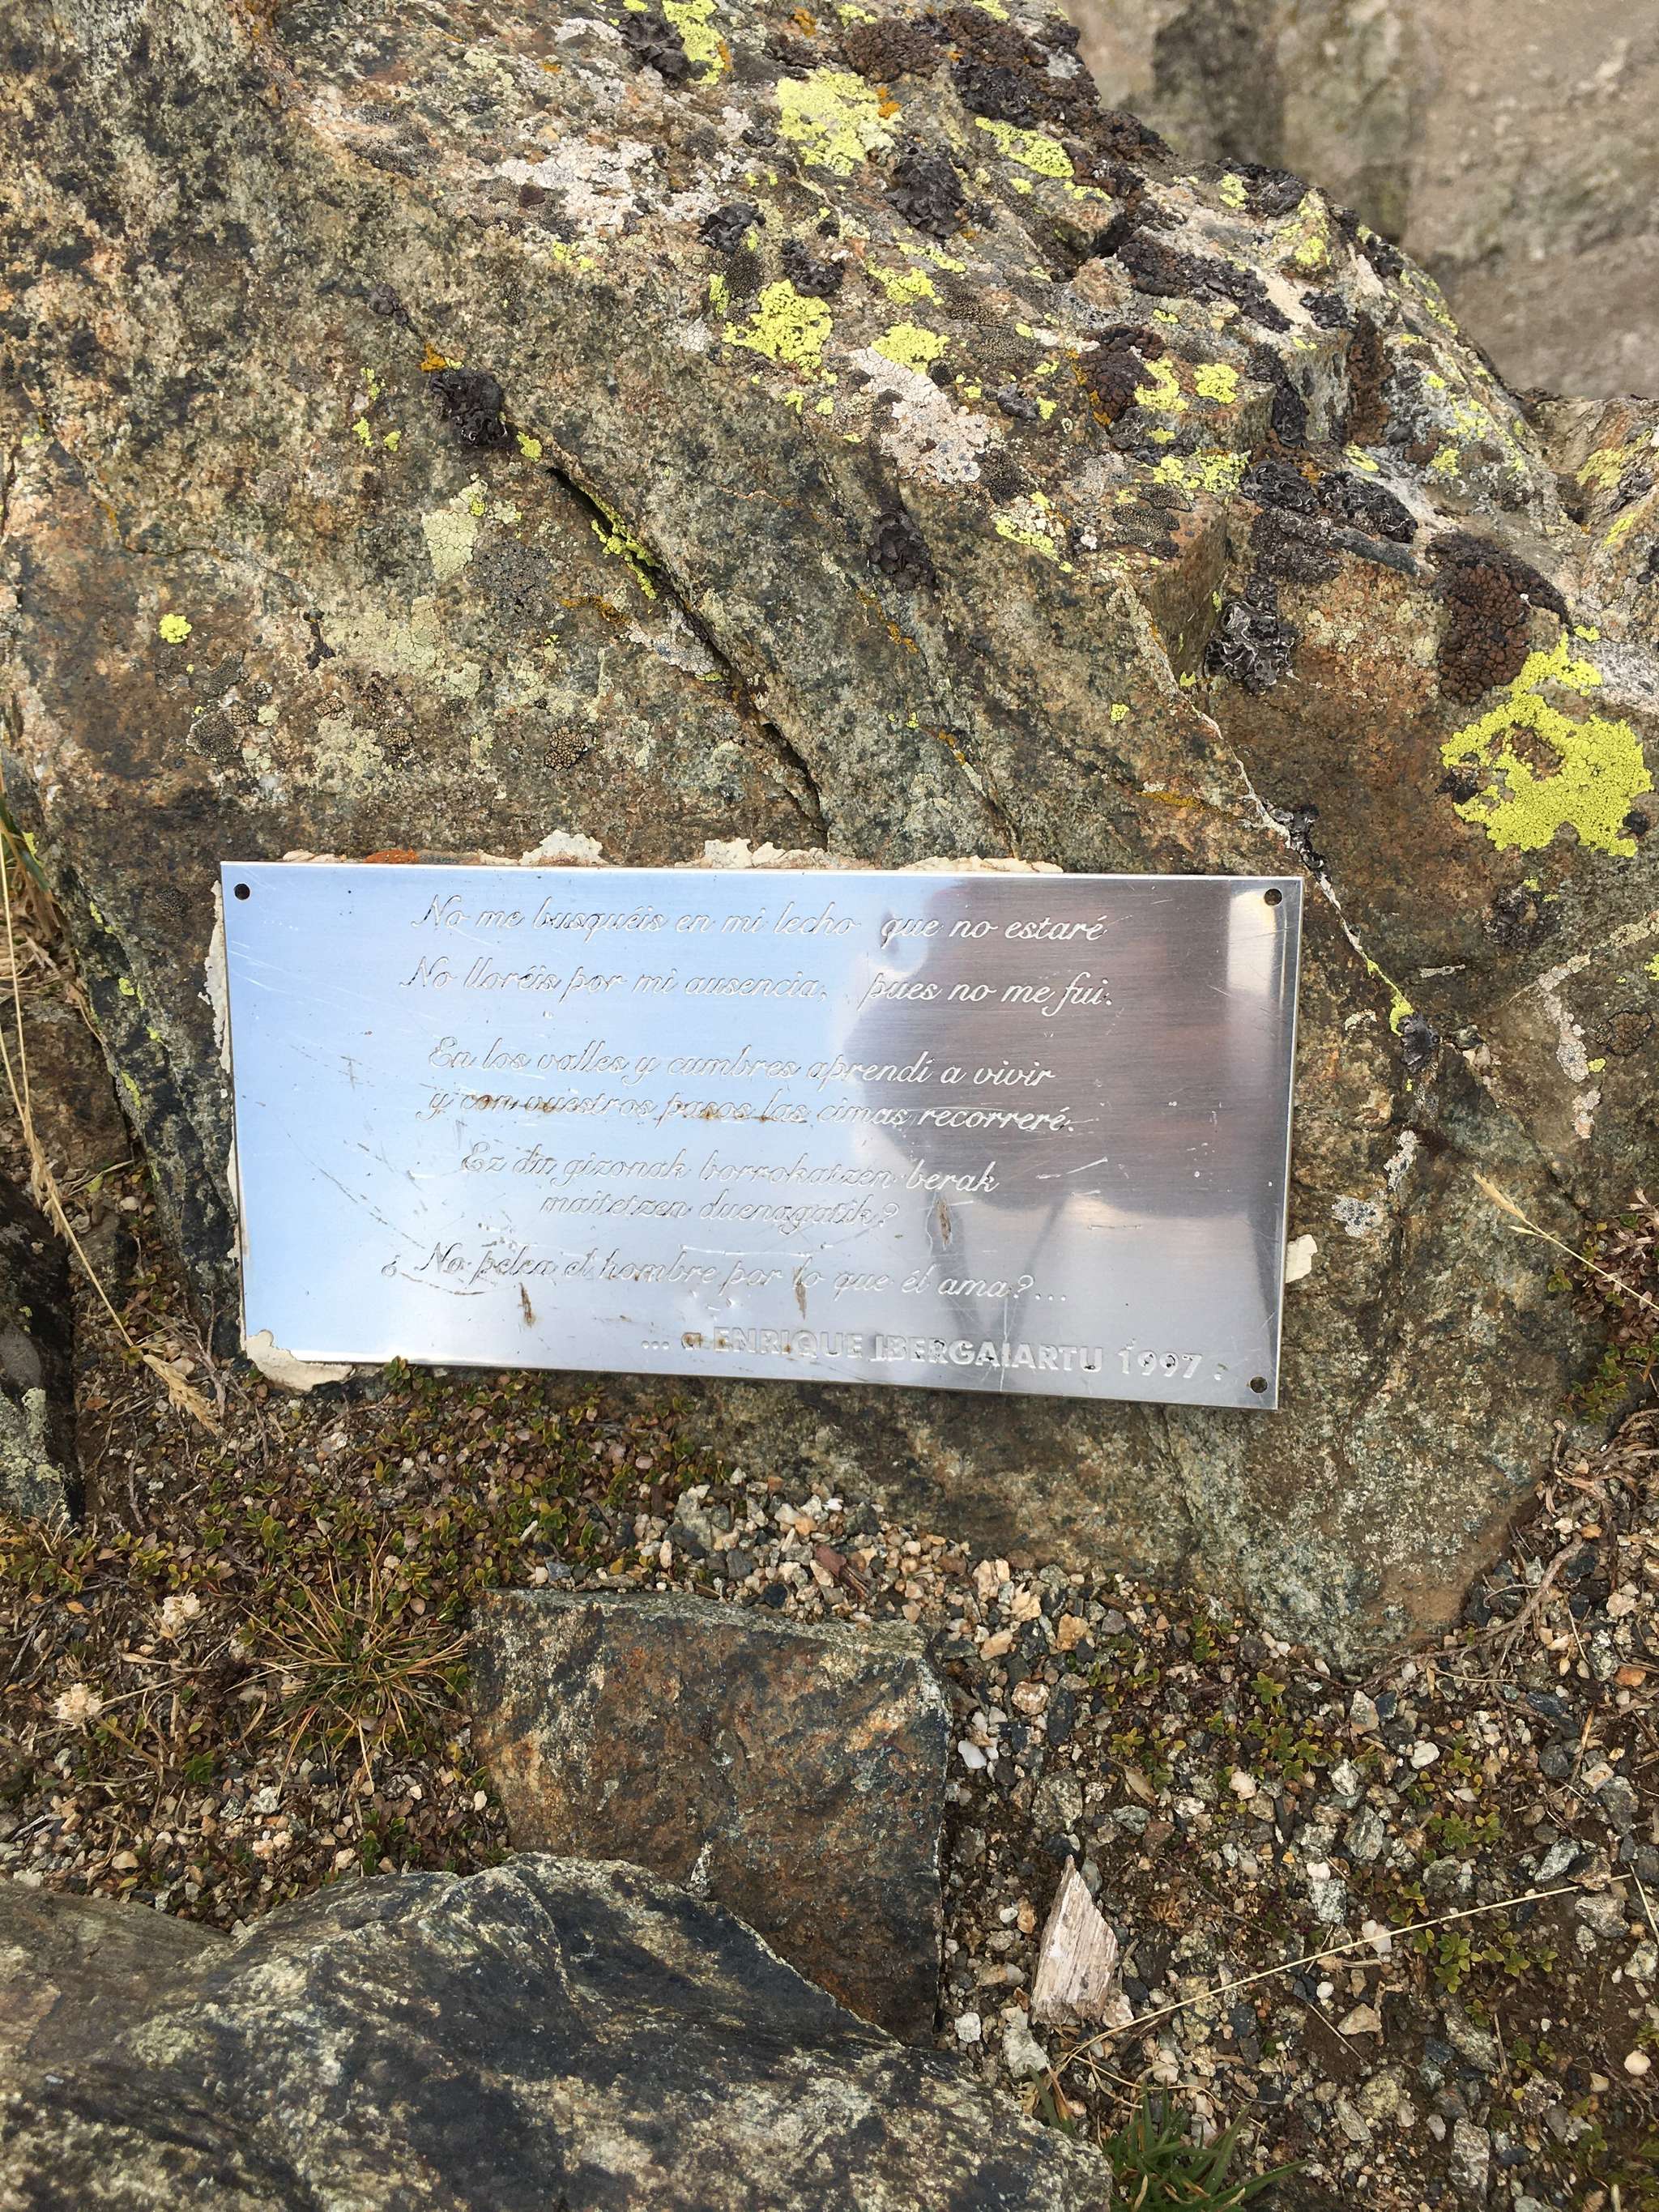 No me busquéis en mi lecho que no estaré
No lloréis por mi ausencia, pues no me fui.
En los valles y cumbres aprendí a vivir
y con vuestros pasos las cimas recorreré.
Ez du gizonak borrokatzen berak
maitetzen duenagatik?
¿ No pelea el hombre por lo que él ama?...
... a ENRIQUE IBERGAIARTU 1997 .